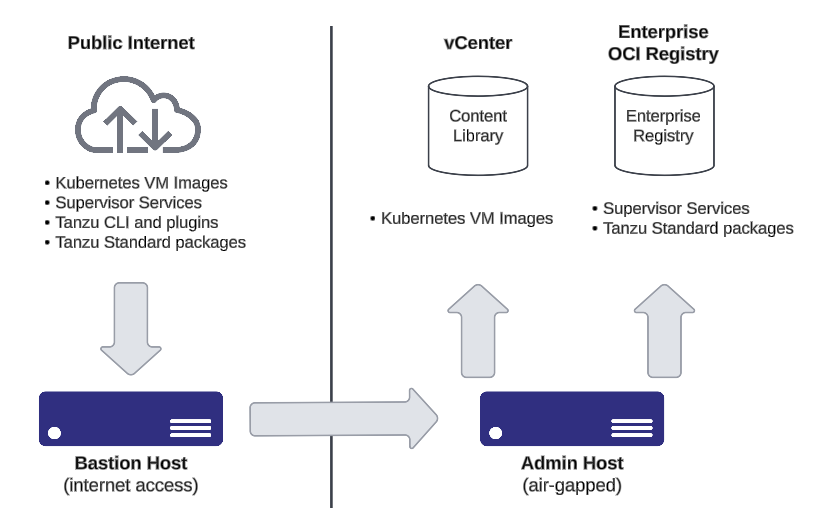 Public Internet
• Kubernetes VM Images
• Supervisor Services
• Tanzu CLI and plugins
• Tanzu Standard packages
Bastion Host
(internet access)
vCenter
Content
Library
• Kubernetes VM Images
Enterprise
OCI Registry
Enterprise
Registry
• Supervisor Services
• Tanzu Standard packages
Admin Host
(air-gapped)